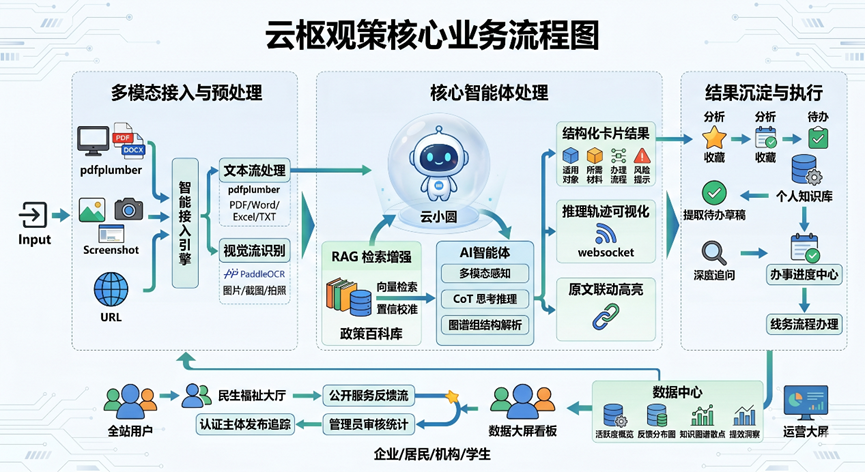 云枢观策核心业务流程图
多模态接入与预处理
Input
PDF
DOCX
pdfplumber
Screenshot
URL
智能接入引擎
文本流处理
pdfplumber
PDF/Word/
Excel/TXT
视觉流识别
PaddleOCR
图片/截图/拍照
核心智能体处理
云小圆
RAG 检索增强
向量检索
置信校准
政策百科库
AI智能体
多模态感知
CoT 思考推理
图谱组结构解析
结构化卡片结果
适用
对象
所需
材料
办理
流程
风险
提示
推理轨迹可视化
websocket
原文联动高亮
结果沉淀与执行
分析
收藏
分析
收藏
待办
个人知识库
提取待办草稿
深度追问
办事进度中心
线务流程办理
全站用户
民生福祉大厅
公开服务反馈流
认证主体发布追踪
管理员审核统计
数据大屏看板
企业/居民/机构/学生
数据中心
活跃度概览
反馈分布图
知识图谱散点
提效洞察
运营大屏